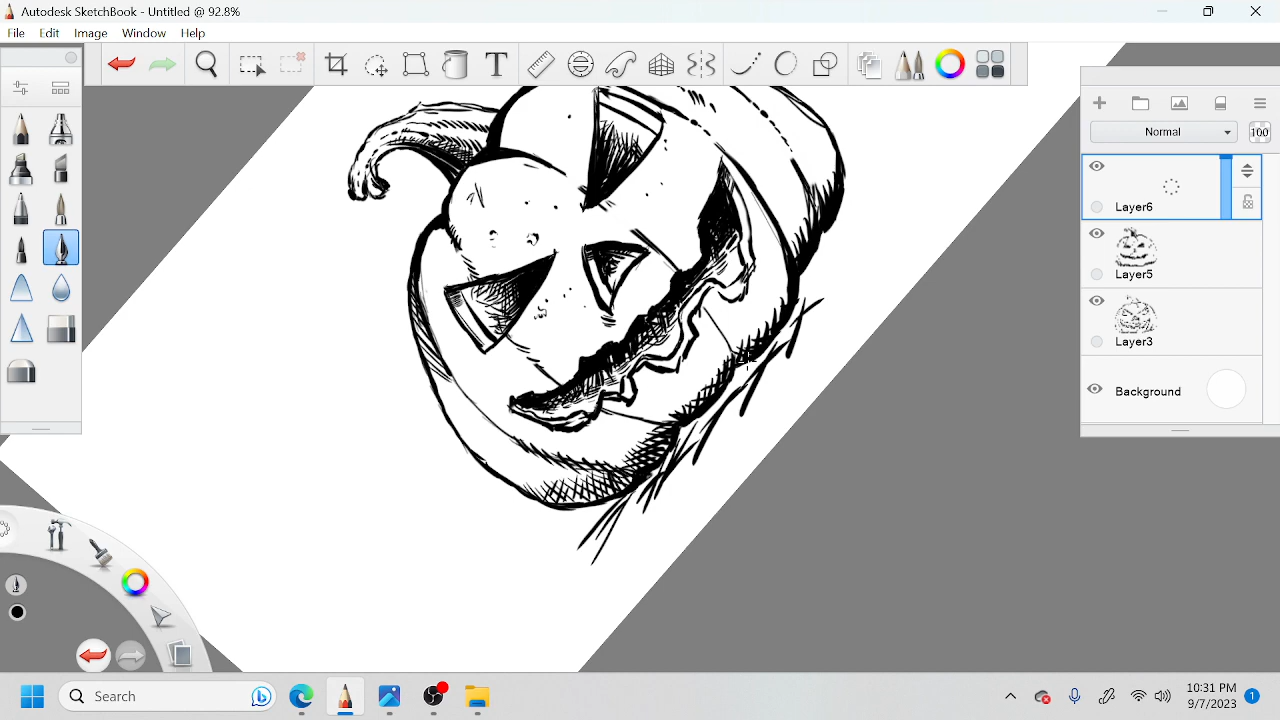 Autodesk SketchBook - Untitled @ 92.8%
File Edit Image Window Help
T
Normal 100
Layer6
Layer5
Layer3
Background
Search
10:31 PM
9/7/2023 1